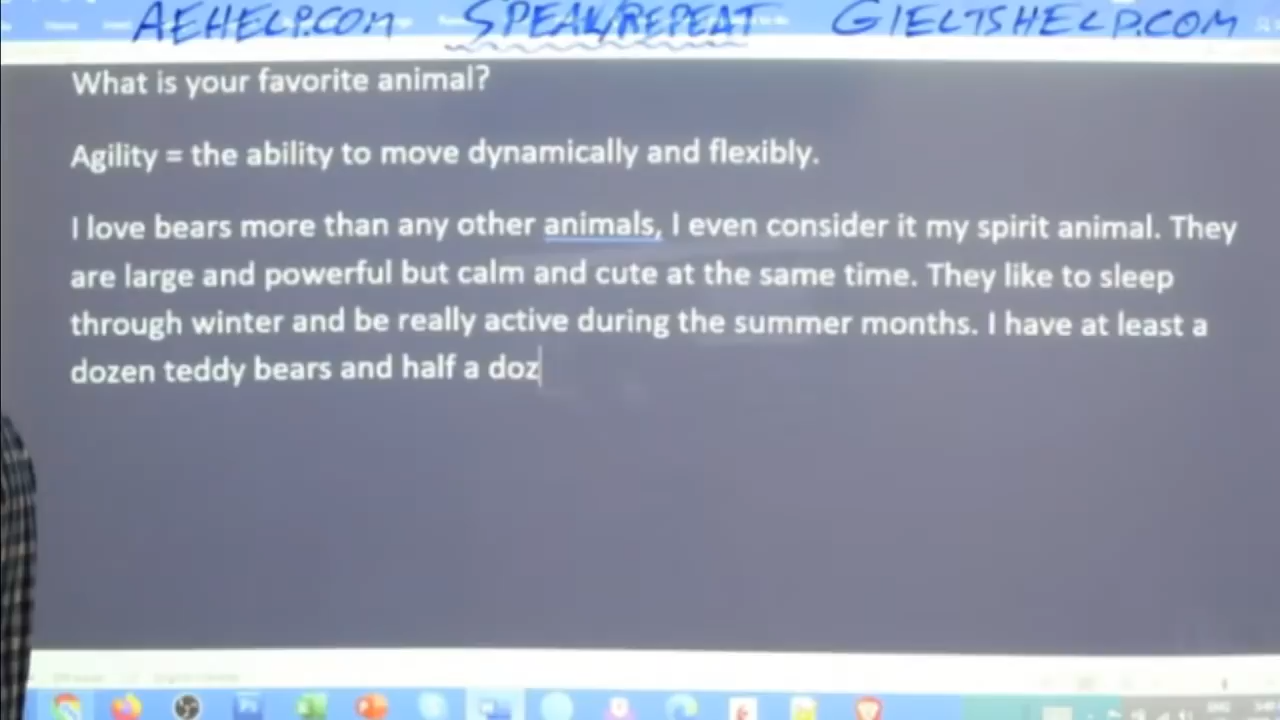 AEHELP.COM SPEAK/REPEAT GIELTSHELP.COM
What is your favorite animal?
Agility = the ability to move dynamically and flexibly.
I love bears more than any other animals, I even consider it my spirit animal. They
are large and powerful but calm and cute at the same time. They like to sleep
through winter and be really active during the summer months. I have at least a
dozen teddy bears and half a doz